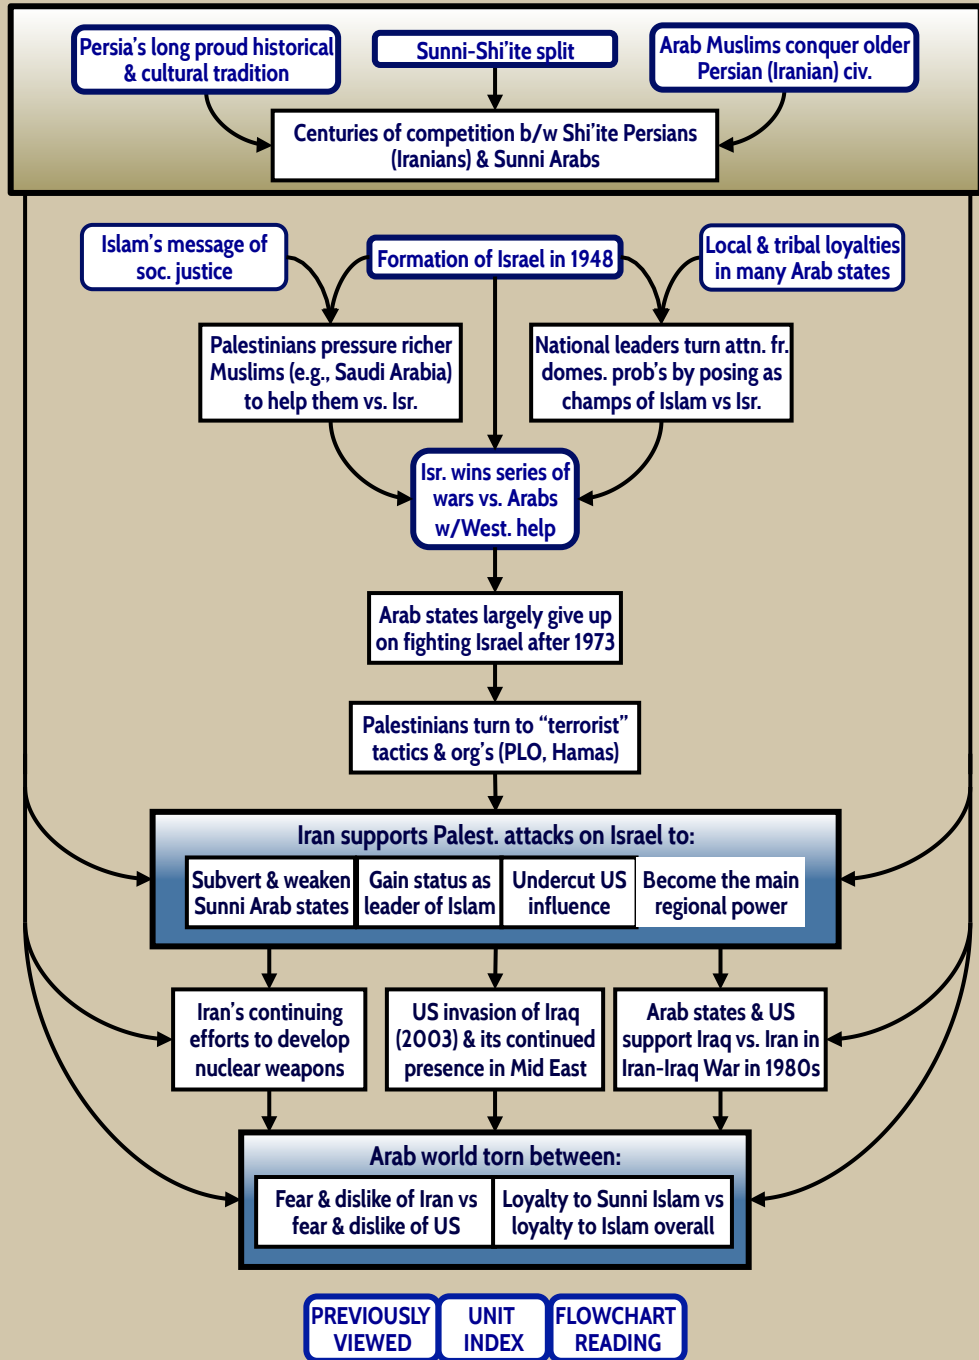 Persia's long proud historical
& cultural tradition
Sunni-Shi'ite split
Arab Muslims conquer older
Persian (Iranian) civ.
Centuries of competition b/w Shi'ite Persians
(Iranians) & Sunni Arabs
Islam's message of
soc. justice
Formation of Israel in 1948
Local & tribal loyalties
in many Arab states
Palestinians pressure richer
Muslims (e.g., Saudi Arabia)
to help them vs. Isr.
National leaders turn attn. fr.
domes. prob's by posing as
champs of Islam vs Isr.
Isr. wins series of
wars vs. Arabs
w/West. help
Arab states largely give up
on fighting Israel after 1973
Palestinians turn to “terrorist”
tactics & org's (PLO, Hamas)
Iran supports Palest. attacks on Israel to:
Subvert & weaken
Sunni Arab states
Gain status as
leader of Islam
Undercut US
influence
Become the main
regional power
Iran's continuing
efforts to develop
nuclear weapons
US invasion of Iraq
(2003) & its continued
presence in Mid East
Arab states & US
support Iraq vs. Iran in
Iran-Iraq War in 1980s
Arab world torn between:
Fear & dislike of Iran vs
fear & dislike of US
Loyalty to Sunni Islam vs
loyalty to Islam overall
PREVIOUSLY
VIEWED
UNIT
INDEX
FLOWCHART
READING